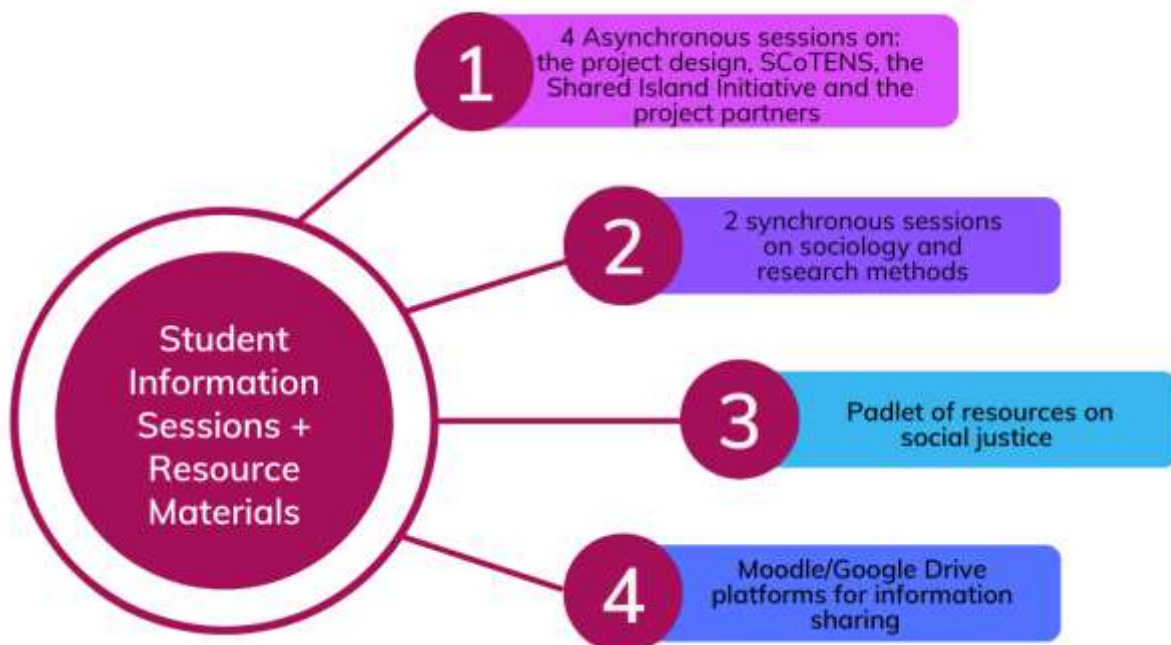 1
4 Asynchronous sessions on:
the project design, SCoTENS, the
Shared Island Initiative and the
project partners
2
2 synchronous sessions
on sociology and
research methods
Student
Information
Sessions +
Resource
Materials
3
Padlet of resources on
social justice
4
Moodle/Google Drive
platforms for information
sharing